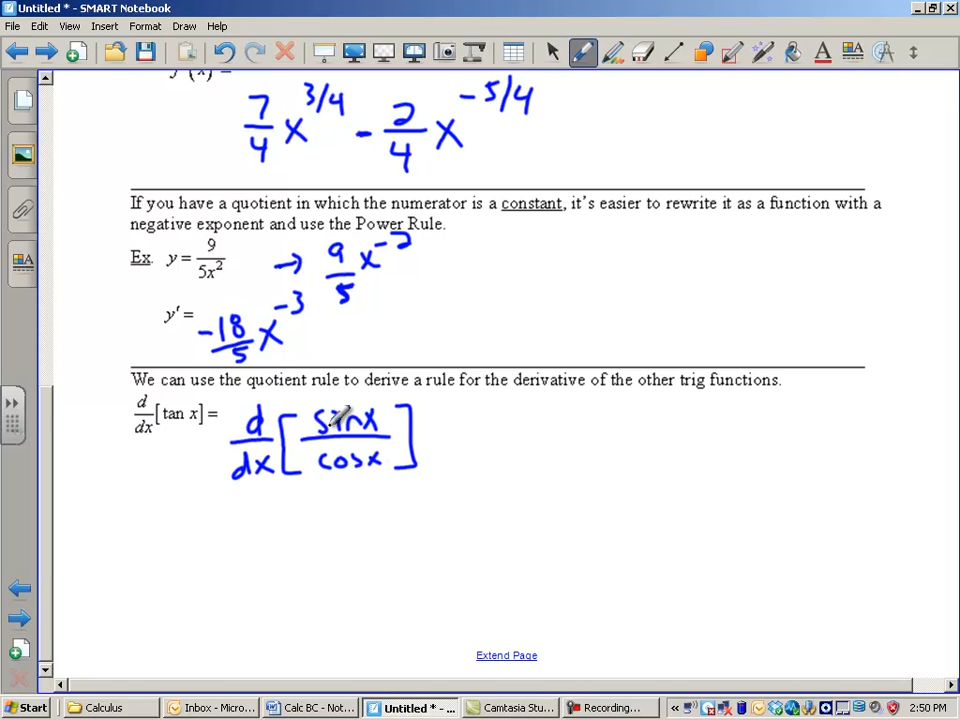 Untitled * - SMART Notebook
File Edit View Insert Format Draw Help
7/4 x^3/4 - 2/4 x^-5/4
If you have a quotient in which the numerator is a constant, it's easier to rewrite it as a function with a
negative exponent and use the Power Rule.
Ex. y = 9/5x² → 9/5 x^-2
y' = -18/5 x^-3
We can use the quotient rule to derive a rule for the derivative of the other trig functions.
d/dx [tan x] = d/dx [sinx/cosx]
Extend Page
Start Calculus Inbox - Micro... Calc BC - Not... Untitled * - ... Camtasia Stu... Recording... « 2:50 PM